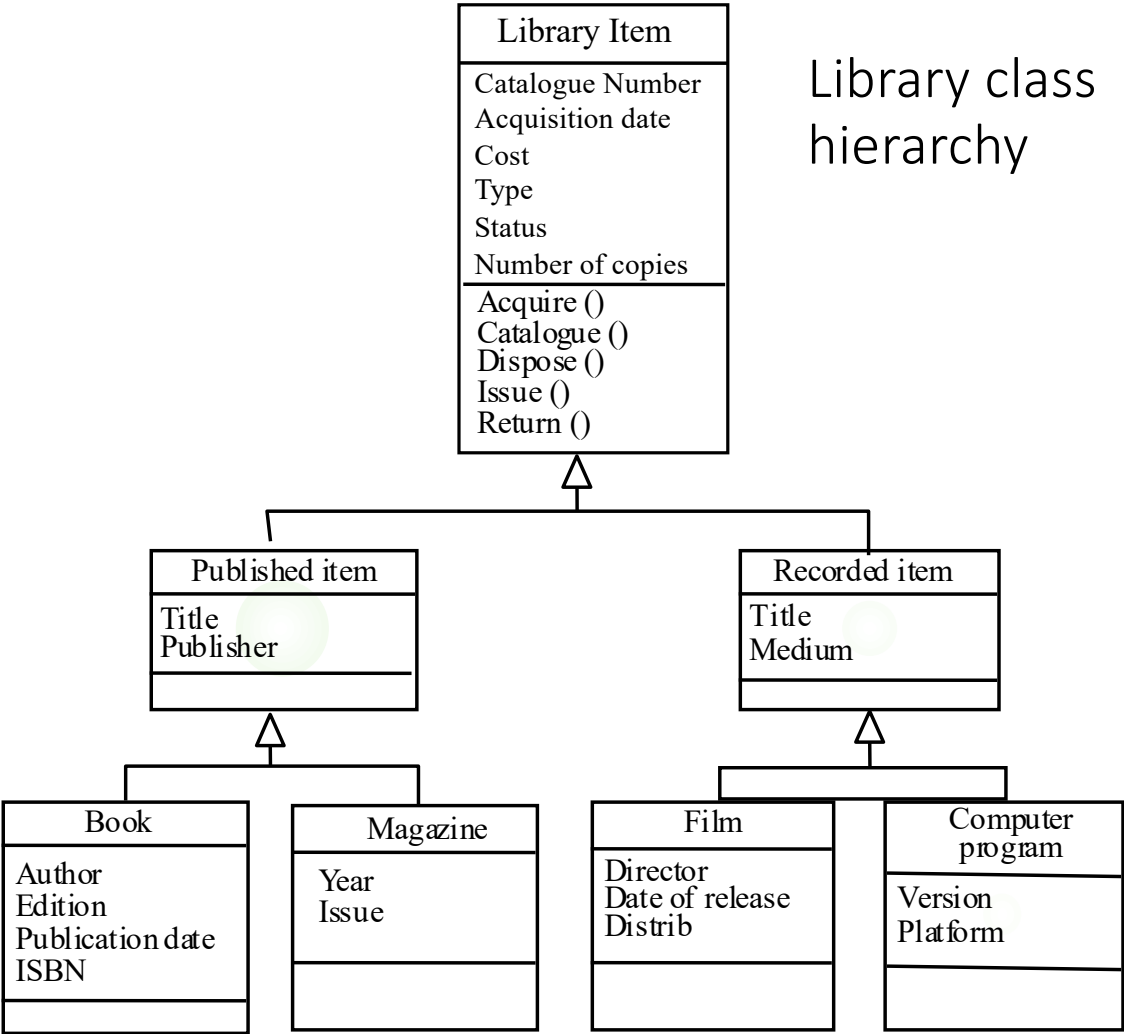 Library Item
Library class
hierarchy
Catalogue Number
Acquisition date
Cost
Type
Status
Number of copies
Acquire ()
Catalogue ()
Dispose ()
Issue ()
Return ()
Published item
Title
Publisher
Recorded item
Title
Medium
Book
Author
Edition
Publication date
ISBN
Magazine
Year
Issue
Film
Director
Date of release
Distrib
Computer
program
Version
Platform